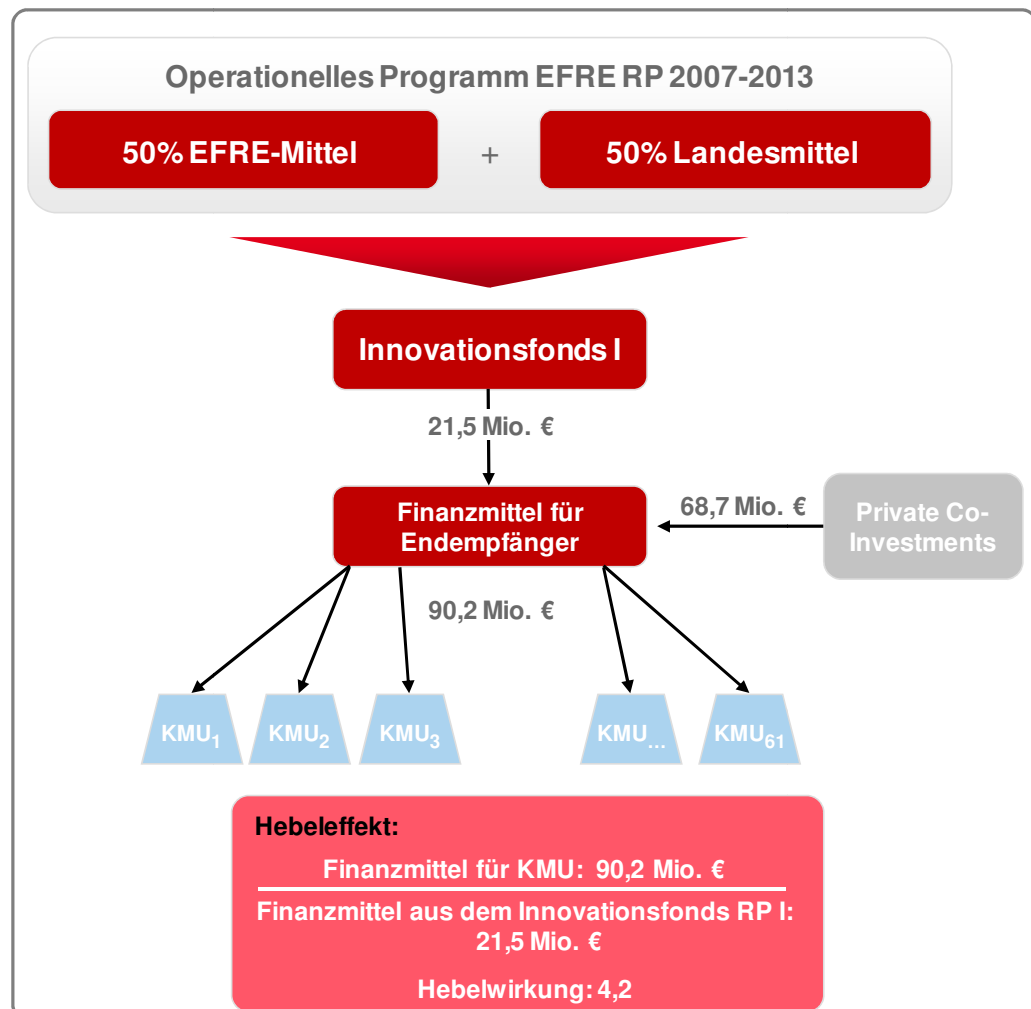 Operationelles Programm EFRE RP 2007-2013
50% EFRE-Mittel
+
50% Landesmittel
Innovationsfonds I
21,5 Mio. €
Finanzmittel für
Endempfänger
68,7 Mio. €
Private Co-
Investments
90,2 Mio. €
KMU1
KMU2
KMU3
KMU...
KMU61
Hebeleffekt:
Finanzmittel für KMU: 90,2 Mio. €
Finanzmittel aus dem Innovationsfonds RP I:
21,5 Mio. €
Hebelwirkung: 4,2